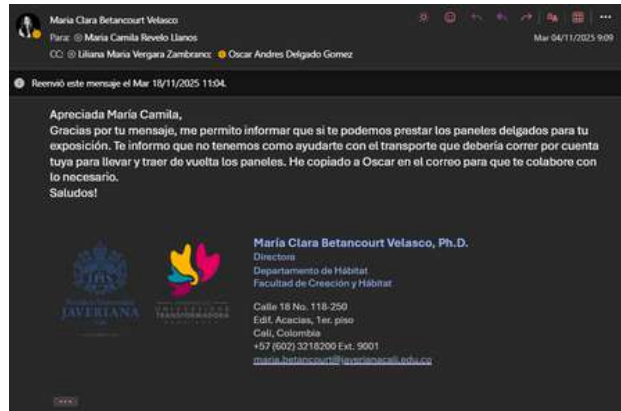 Maria Clara Betancourt Velasco
Para: Maria Camila Revelo Llanos
CC: Liliana Maria Vergara Zambrano; Oscar Andres Delgado Gomez
Mar 04/11/2025 9:09
Reenvió este mensaje el Mar 18/11/2025 11:04.
Apreciada María Camila,
Gracias por tu mensaje, me permito informar que si te podemos prestar los paneles delgados para tu
exposición. Te informo que no tenemos como ayudarte con el transporte que debería correr por cuenta
tuya para llevar y traer de vuelta los paneles. He copiado a Oscar en el correo para que te colabore con
lo necesario.
Saludos!
JAVERIANA
Cali
UNIVERSIDAD
TRANSFORMADORA
María Clara Betancourt Velasco, Ph.D.
Directora
Departamento de Hábitat
Facultad de Creación y Hábitat
Calle 18 No. 118-250
Edif. Acacias, 1er. piso
Cali, Colombia
+57 (602) 3218200 Ext. 9001
maria.betancourt@javerianacali.edu.co